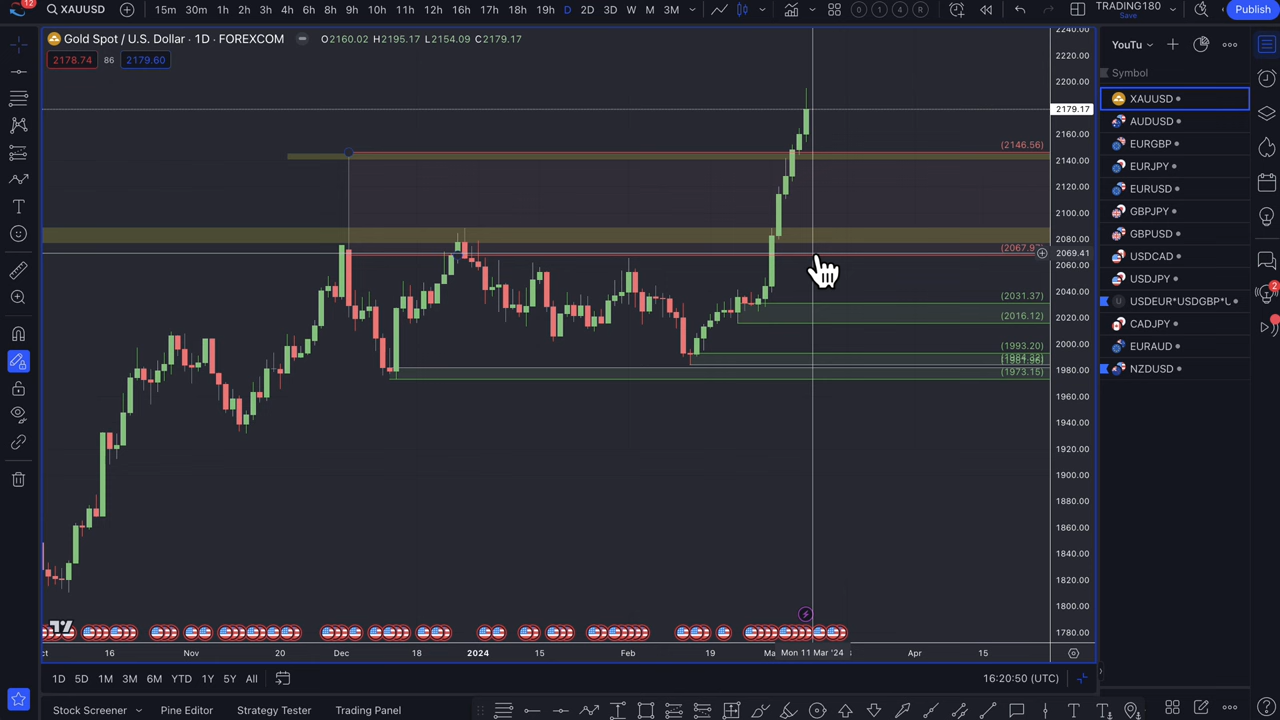 12 XAUUSD 15m 30m 1h 2h 3h 4h 6h 8h 9h 10h 11h 12h 16h 17h 18h 19h D 2D 3D W M 3M TRADING180 Save Publish
Gold Spot / U.S. Dollar · 1D · FOREXCOM O2160.02 H2195.17 L2154.09 C2179.17
2178.74 86 2179.60
YouTu
Symbol
XAUUSD
AUDUSD
EURGBP
EURJPY
EURUSD
GBPJPY
GBPUSD
USDCAD
USDJPY
USDEUR*USDGBP*U
CADJPY
EURAUD
NZDUSD
2240.00
2220.00
2200.00
2179.17
2160.00
2140.00
2120.00
2100.00
2080.00
2069.41
2060.00
2040.00
2020.00
2000.00
1980.00
1960.00
1940.00
1920.00
1900.00
1880.00
1860.00
1840.00
1820.00
1800.00
1780.00
(2146.56)
(2031.37)
(2016.12)
(1993.20)
(1973.15)
16 Nov 20 Dec 18 2024 15 Feb 19 Mon 11 Mar '24 Apr 15
1D 5D 1M 3M 6M YTD 1Y 5Y All 16:20:50 (UTC)
Stock Screener Pine Editor Strategy Tester Trading Panel
2